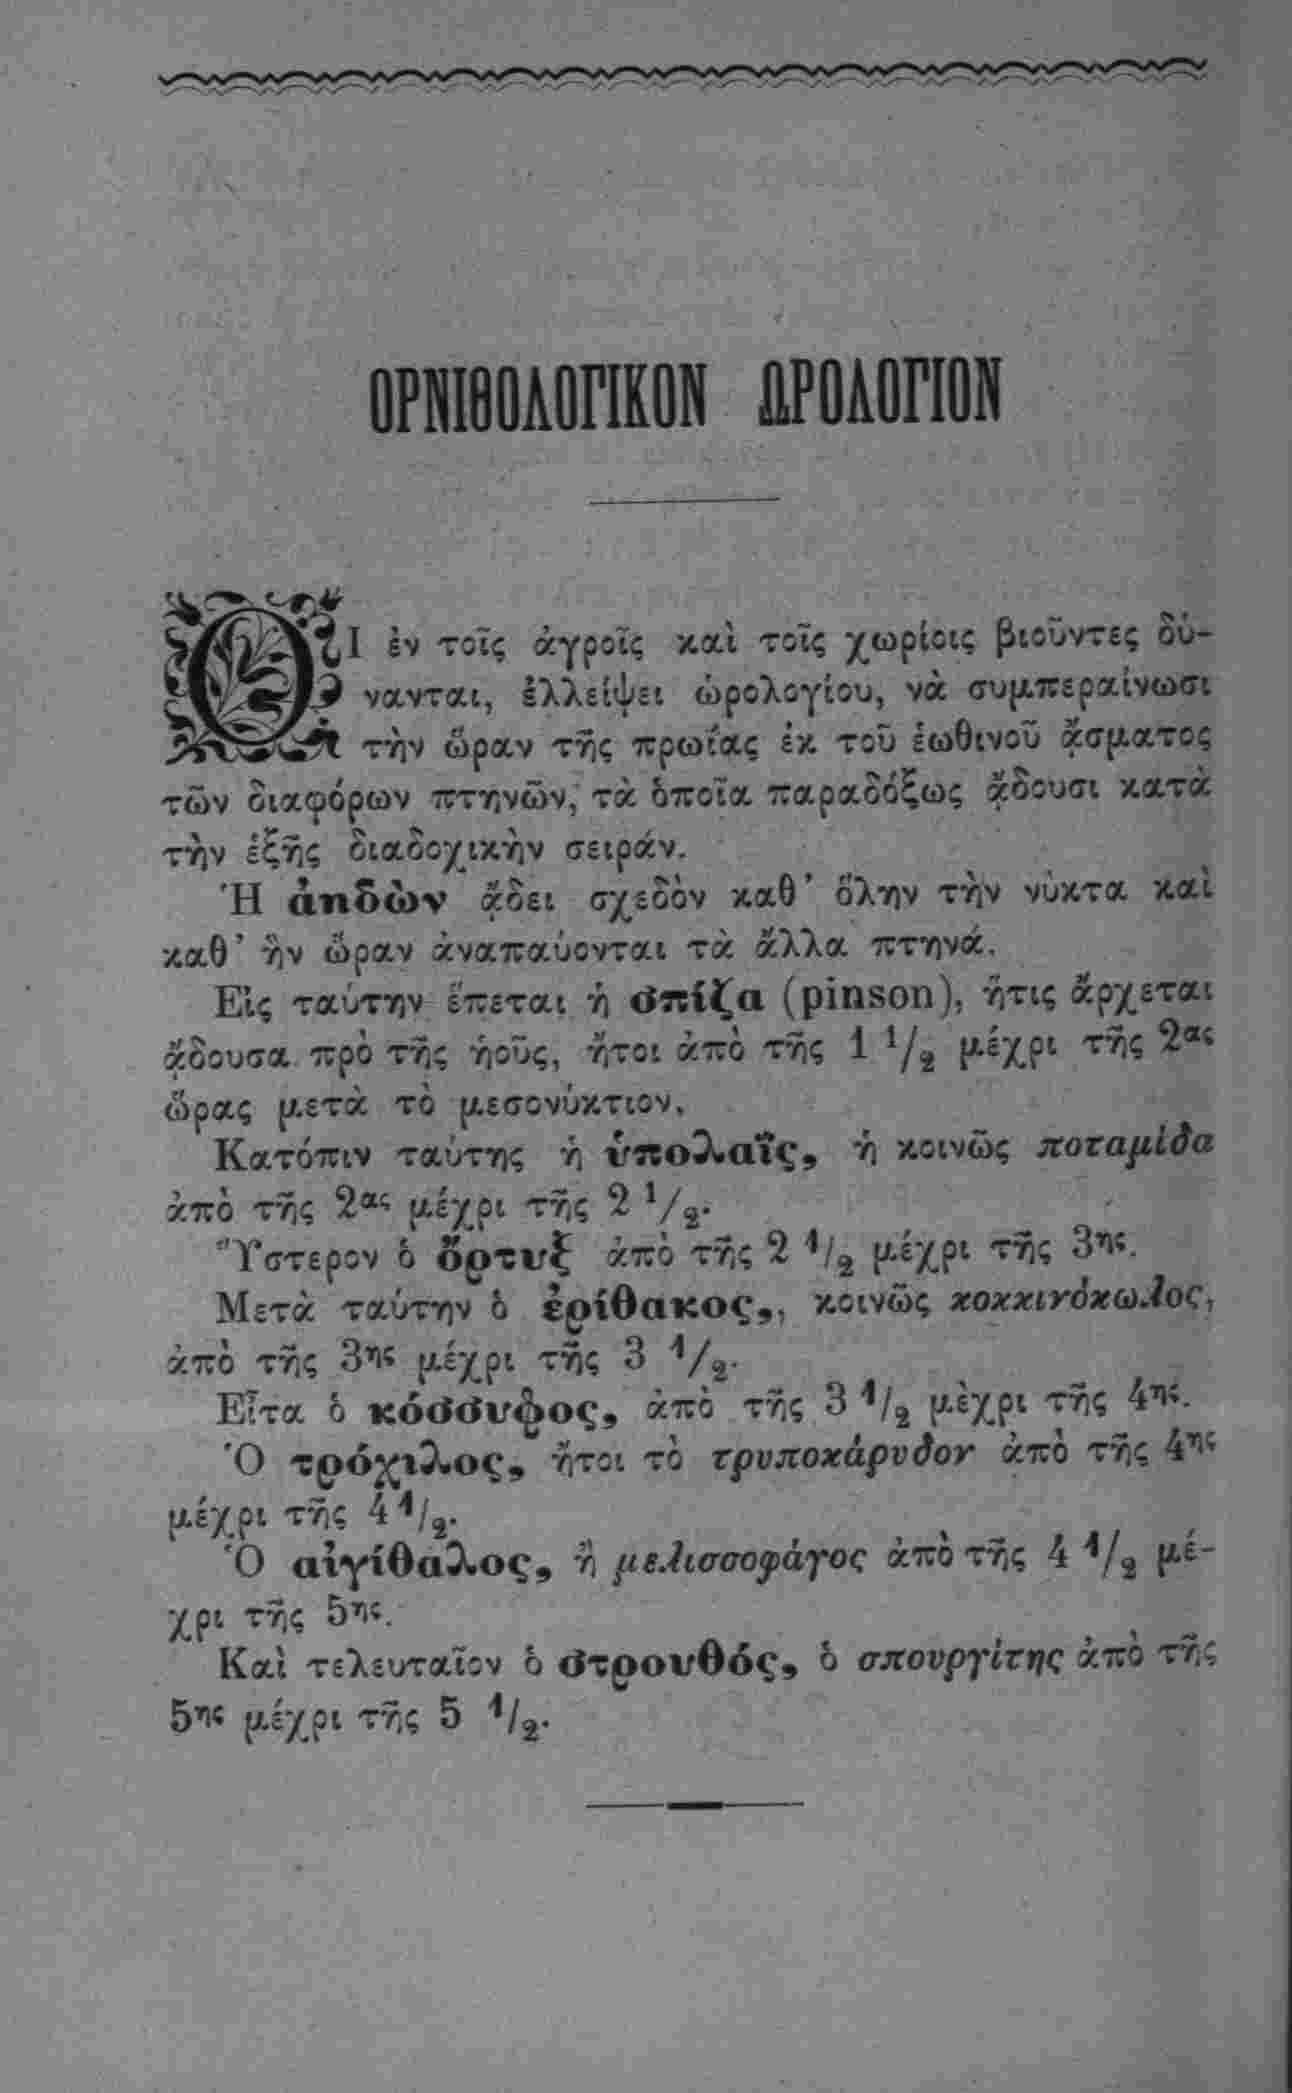 ΟΡΝΙΘΟΛΟΓΙΚΟΝ ΩΡΟΛΟΓΙΟΝ
ΟΙ ἐν τοῖς ἀγροῖς καὶ τοῖς χωρίοις βιοῦντες δύ-
νανται, ἐλλείψει ὡρολογίου, νὰ συμπεραίνωσι
τὴν ὥραν τῆς πρωΐας ἐκ τοῦ ἑωθινοῦ ᾄσματος
τῶν διαφόρων πτηνῶν, τὰ ὁποῖα παραδόξως ᾄδουσι κατὰ
τὴν ἑξῆς διαδοχικὴν σειράν.
Ἡ ἀηδὼν ᾄδει σχεδὸν καθ' ὅλην τὴν νύκτα καὶ
καθ' ἣν ὥραν ἀναπαύονται τὰ ἄλλα πτηνά.
Εἰς ταύτην ἕπεται ἡ σπίζα (pinson), ἥτις ἄρχεται
ᾄδουσα πρὸ τῆς ἠοῦς, ἤτοι ἀπὸ τῆς 1 1/2 μέχρι τῆς 2ας
ὥρας μετὰ τὸ μεσονύκτιον.
Κατόπιν ταύτης ἡ ὑπολαΐς, ἡ κοινῶς ποταμίδα
ἀπὸ τῆς 2ας μέχρι τῆς 2 1/2.
Ὕστερον ὁ ὄρτυξ ἀπὸ τῆς 2 1/2 μέχρι τῆς 3ης.
Μετὰ ταύτην ὁ ἐρίθακος,, κοινῶς κοκκινόκωλος,
ἀπὸ τῆς 3ης μέχρι τῆς 3 1/2.
Εἶτα ὁ κόσσυφος, ἀπὸ τῆς 3 1/2 μὲχρι τῆς 4ης.
Ὁ τρόχιλος, ἤτοι τὸ τρυποκάρυδον ἀπὸ τῆς 4ης
μέχρι τῆς 4 1/2.
Ὁ αἰγίθαλος, ἢ μελισσοφάγος ἀπὸ τῆς 4 1/2 μέ-
χρι τῆς 5ης.
Καὶ τελευταῖον ὁ στρουθός, ὁ σπουργίτης ἀπὸ τῆς
5ης μέχρι τῆς 5 1/2.